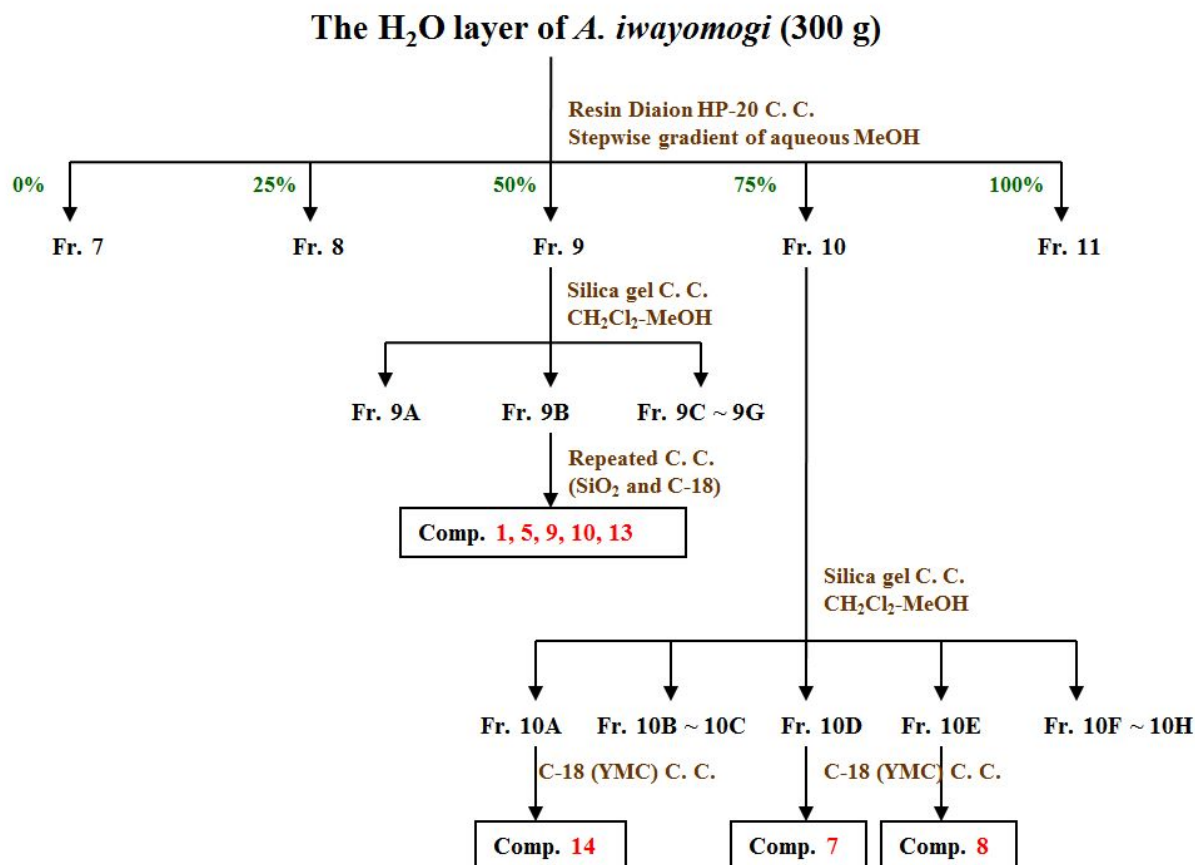 The H₂O layer of A. iwayomogi (300 g)
Resin Diaion HP-20 C. C.
Stepwise gradient of aqueous MeOH
0% 25% 50% 75% 100%
Fr. 7 Fr. 8 Fr. 9 Fr. 10 Fr. 11
Silica gel C. C.
CH₂Cl₂-MeOH
Fr. 9A Fr. 9B Fr. 9C ~ 9G
Repeated C. C.
(SiO₂ and C-18)
Comp. 1, 5, 9, 10, 13
Silica gel C. C.
CH₂Cl₂-MeOH
Fr. 10A Fr. 10B ~ 10C Fr. 10D Fr. 10E Fr. 10F ~ 10H
C-18 (YMC) C. C. C-18 (YMC) C. C.
Comp. 14 Comp. 7 Comp. 8